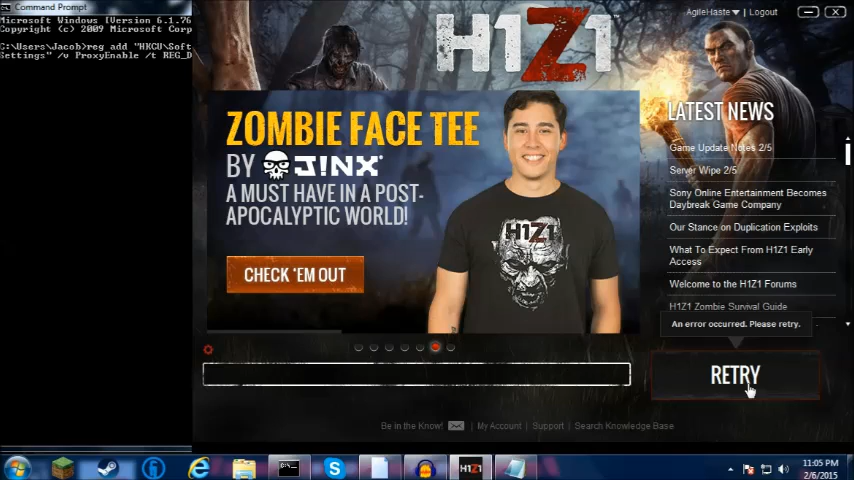 Command Prompt
Microsoft Windows [Version 6.1.76
Copyright (c) 2009 Microsoft Corp
C:\Users\Jacob>reg add "HKCU\Soft
Settings" /v ProxyEnable /t REG_D
AgileHaste | Logout
H1Z1
ZOMBIE FACE TEE
BY J!NX
A MUST HAVE IN A POST-
APOCALYPTIC WORLD!
CHECK 'EM OUT
H1Z1
LATEST NEWS
Game Update Notes 2/5
Server Wipe 2/5
Sony Online Entertainment Becomes
Daybreak Game Company
Our Stance on Duplication Exploits
What To Expect From H1Z1 Early
Access
Welcome to the H1Z1 Forums
H1Z1 Zombie Survival Guide
An error occurred. Please retry.
RETRY
Be in the Know! | My Account | Support | Search Knowledge Base
H1Z1
11:05 PM
2/6/2015